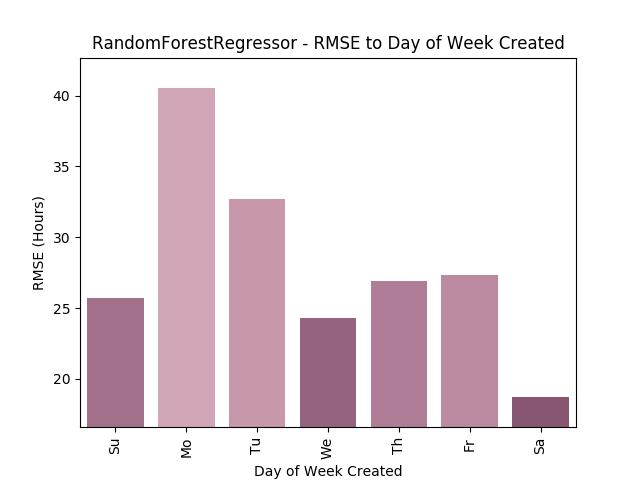 RandomForestRegressor - RMSE to Day of Week Created
40
35
30
25
20
RMSE (Hours)
Su
Mo
Tu
We
Th
Fr
Sa
Day of Week Created